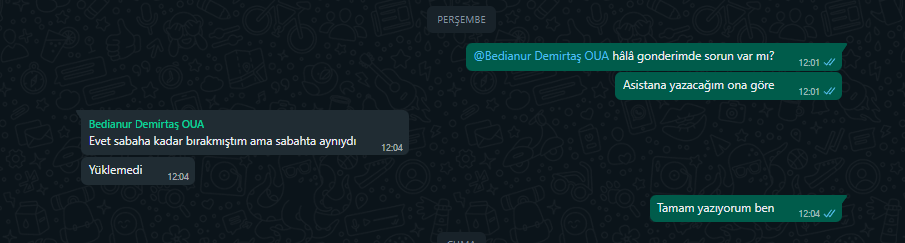 PERŞEMBE
@Bedianur Demirtaş OUA hâlâ gonderimde sorun var mı?
12:01
Asistana yazacağım ona göre
12:01
Bedianur Demirtaş OUA
Evet sabaha kadar bırakmıştım ama sabahta aynıydı
12:04
Yüklemedi
12:04
Tamam yazıyorum ben
12:04